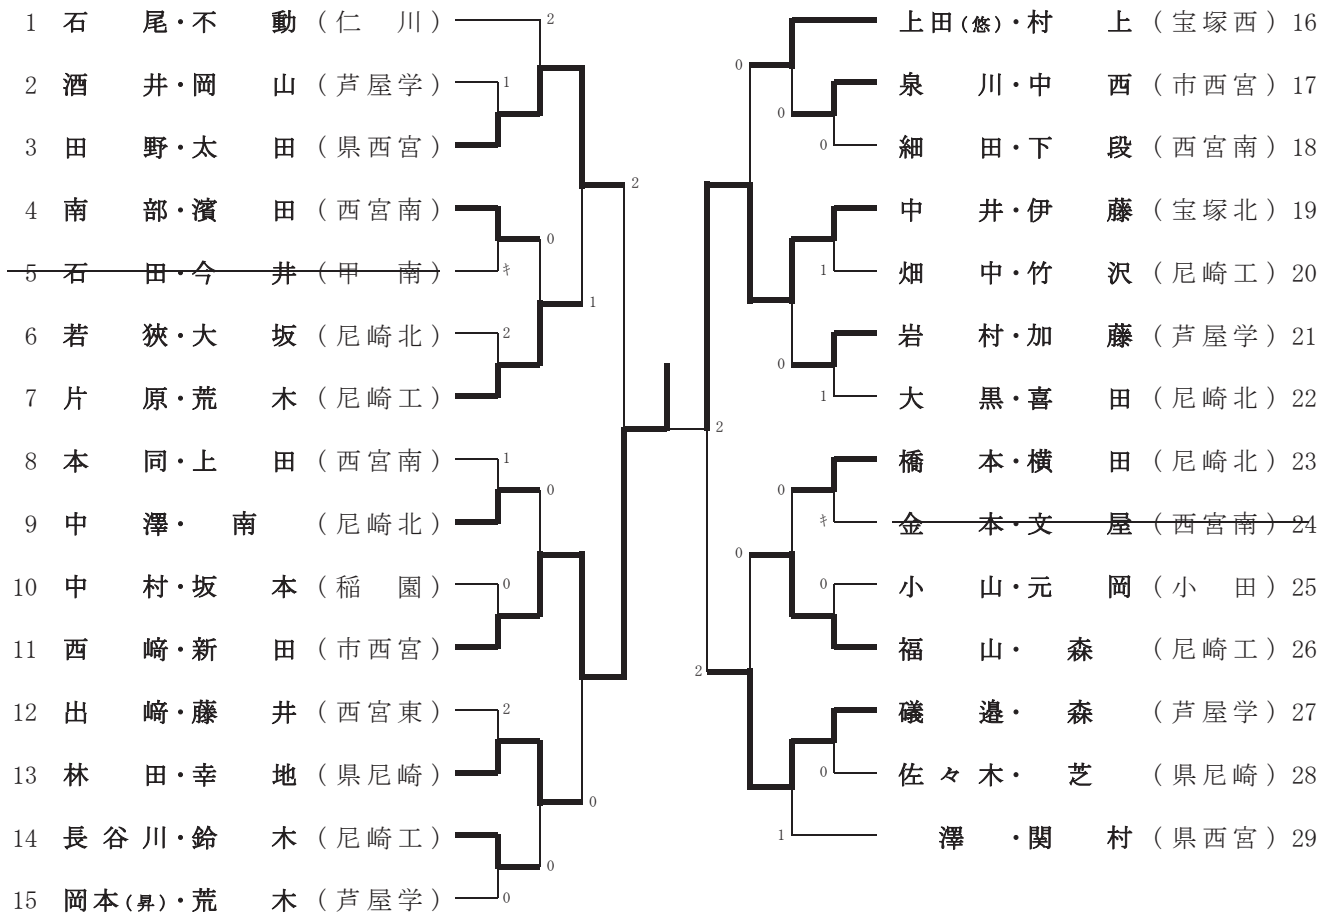 1 石尾・不動 (仁川) 2
2 酒井・岡山 (芦屋学) 1
3 田野・太田 (県西宮)
2
4 南部・濱田 (西宮南)
0
5 石田・今井 (甲南) キ
1
6 若狹・大坂 (尼崎北) 2
7 片原・荒木 (尼崎工)
8 本同・上田 (西宮南) 1
0
9 中澤・南 (尼崎北)
10 中村・坂本 (稲園) 0
11 西﨑・新田 (市西宮)
12 出﨑・藤井 (西宮東) 2
13 林田・幸地 (県尼崎)
0
14 長谷川・鈴木 (尼崎工)
0
15 岡本(昇)・荒木 (芦屋学) 0
上田(悠)・村上 (宝塚西) 16
0
泉川・中西 (市西宮) 17
0
0 細田・下段 (西宮南) 18
中井・伊藤 (宝塚北) 19
1 畑中・竹沢 (尼崎工) 20
岩村・加藤 (芦屋学) 21
0
1 大黒・喜田 (尼崎北) 22
2
橋本・横田 (尼崎北) 23
0
キ 金本・文屋 (西宮南) 24
0
0 小山・元岡 (小田) 25
福山・森 (尼崎工) 26
2
礒邉・森 (芦屋学) 27
0 佐々木・芝 (県尼崎) 28
1 澤・関村 (県西宮) 29